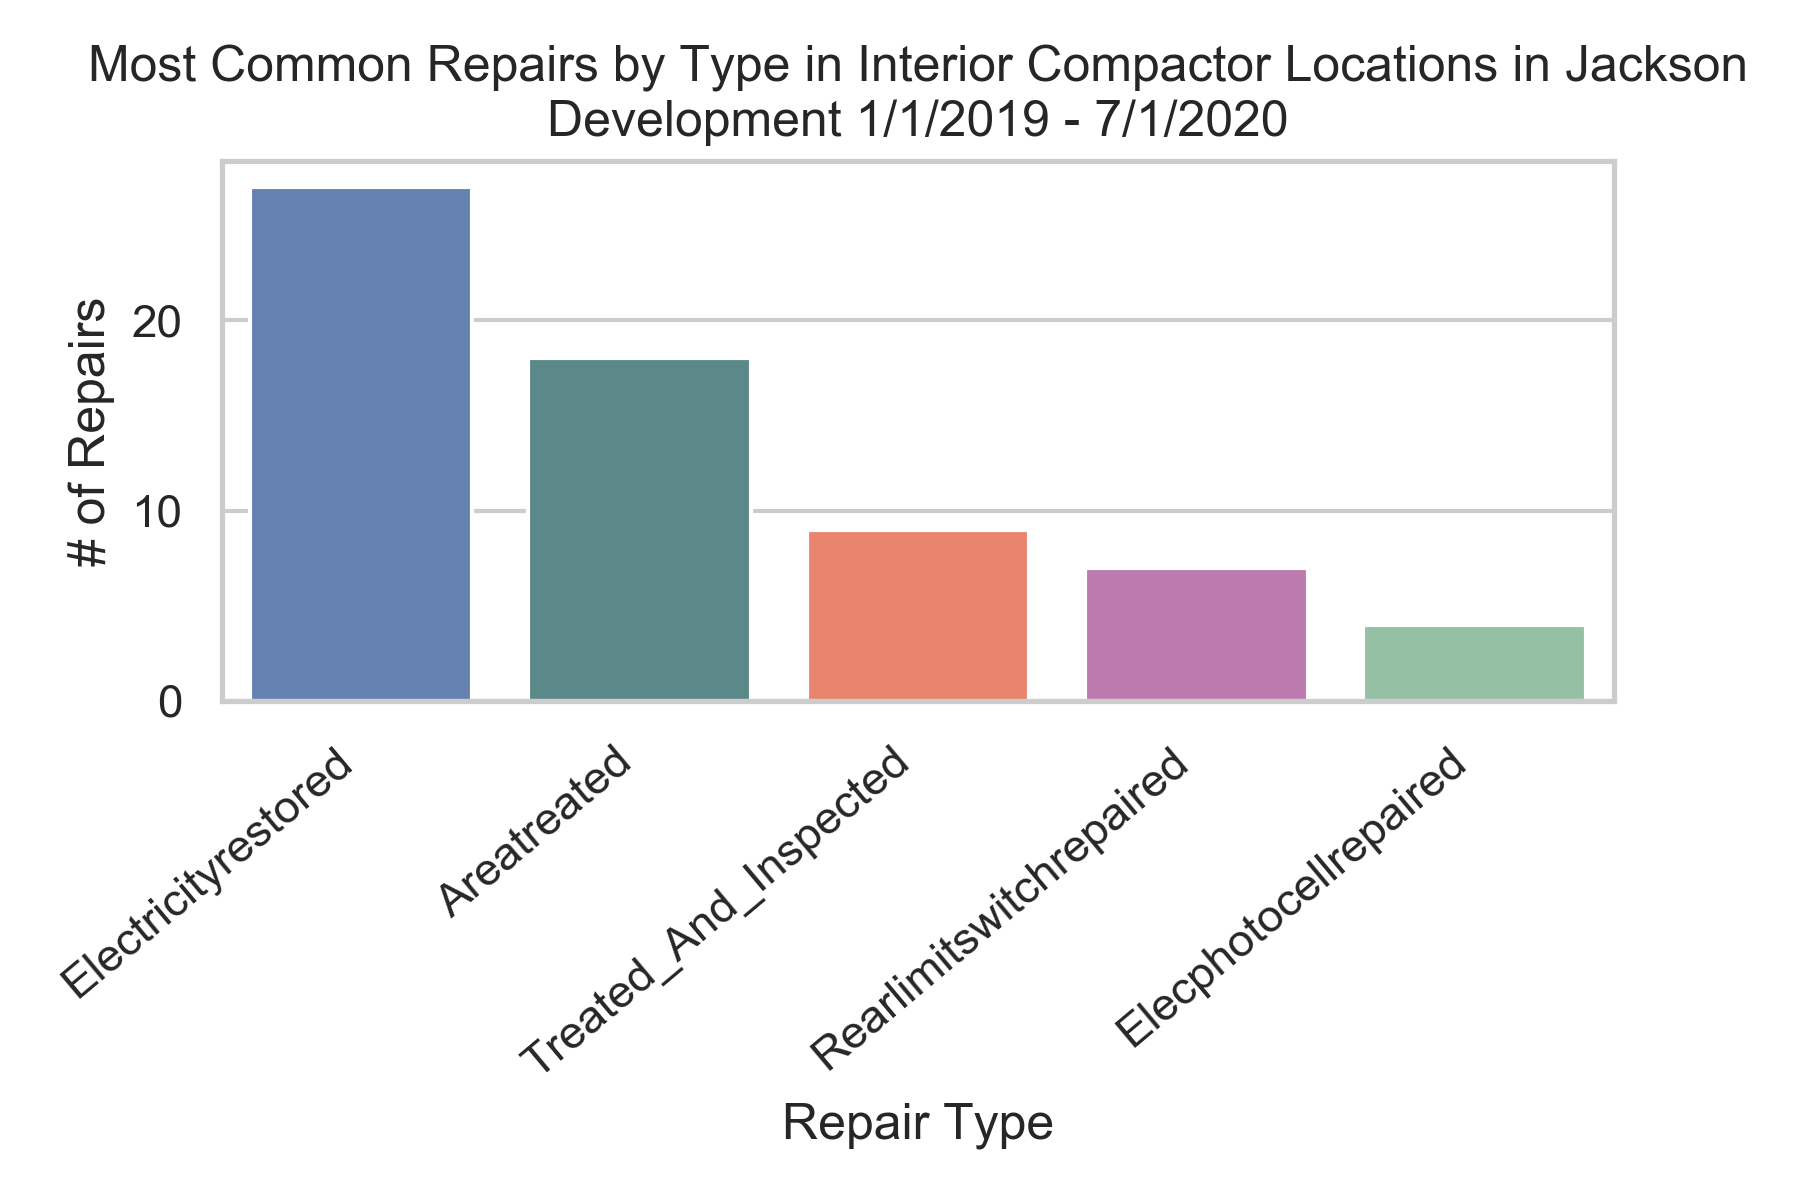 Most Common Repairs by Type in Interior Compactor Locations in Jackson
Development 1/1/2019 - 7/1/2020
# of Repairs
20
10
0
Electricityrestored
Areatreated
Treated_And_Inspected
Rearlimitswitchrepaired
Elecphotocellrepaired
Repair Type